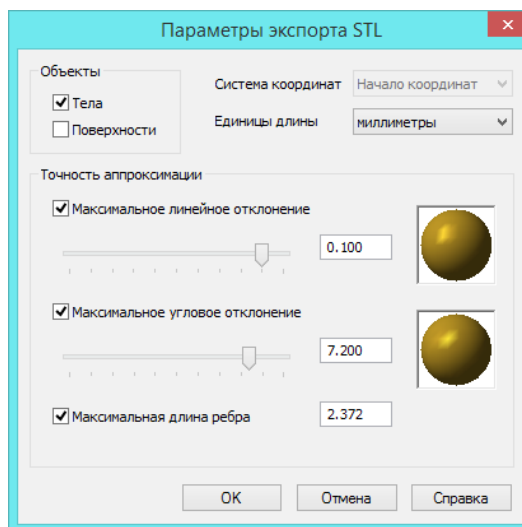 Параметры экспорта STL
Объекты
Тела
Поверхности
Система координат
Начало координат
Единицы длины
миллиметры
Точность аппроксимации
Максимальное линейное отклонение
0.100
Максимальное угловое отклонение
7.200
Максимальная длина ребра
2.372
OK
Отмена
Справка